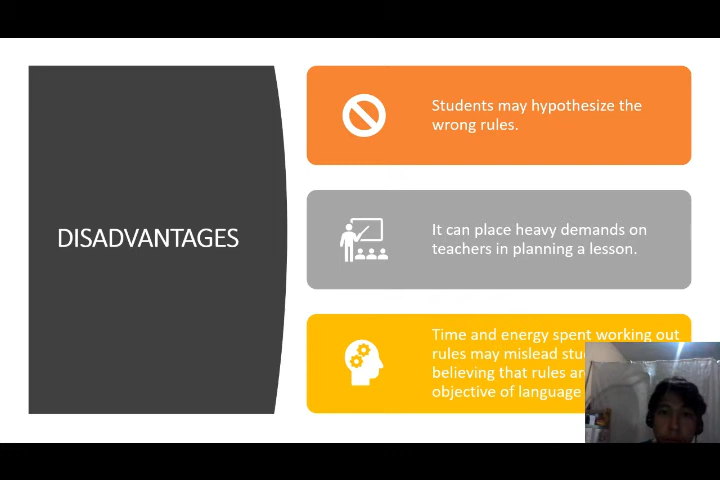 DISADVANTAGES
Students may hypothesize the
wrong rules.
It can place heavy demands on
teachers in planning a lesson.
Time and energy spent working out
rules may mislead
believing that rules
objective of language